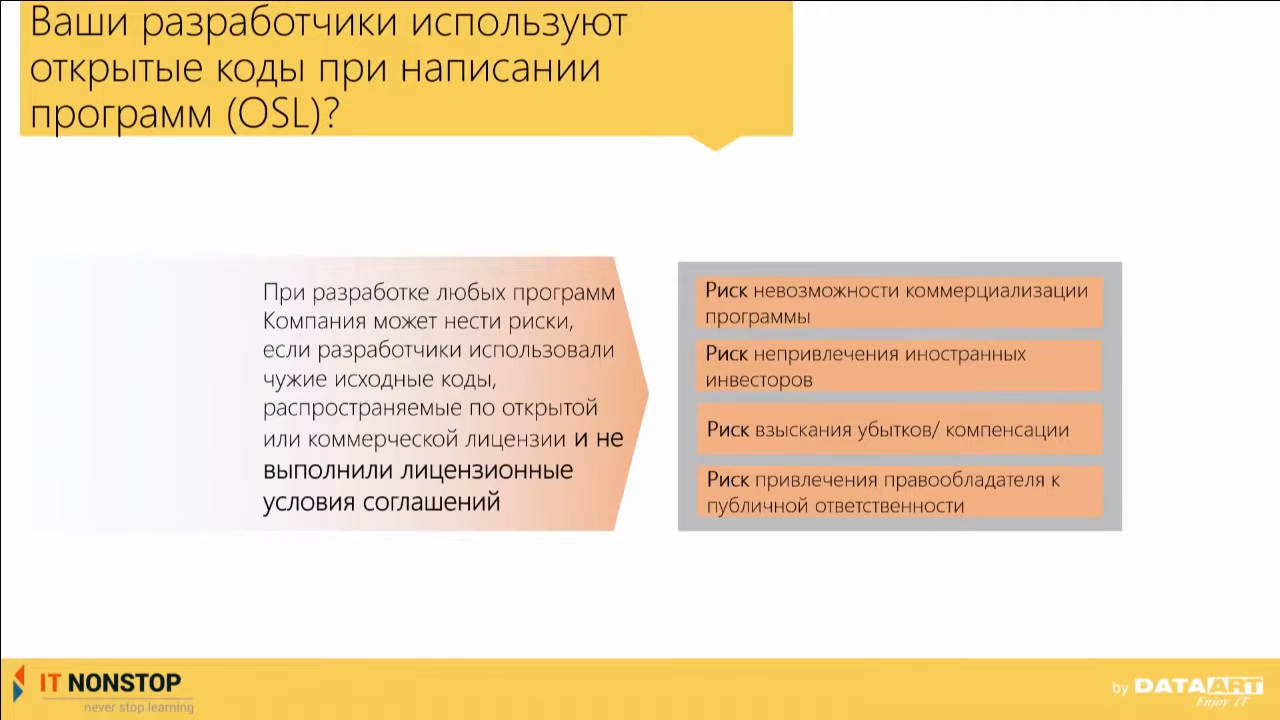 Ваши разработчики используют
открытые коды при написании
программ (OSL)?
При разработке любых программ
Компания может нести риски,
если разработчики использовали
чужие исходные коды,
распространяемые по открытой
или коммерческой лицензии и не
выполнили лицензионные
условия соглашений
Риск невозможности коммерциализации
программы
Риск непривлечения иностранных
инвесторов
Риск взыскания убытков/ компенсации
Риск привлечения правообладателя к
публичной ответственности
IT NONSTOP
never stop learning
by DATAART
Enjoy IT